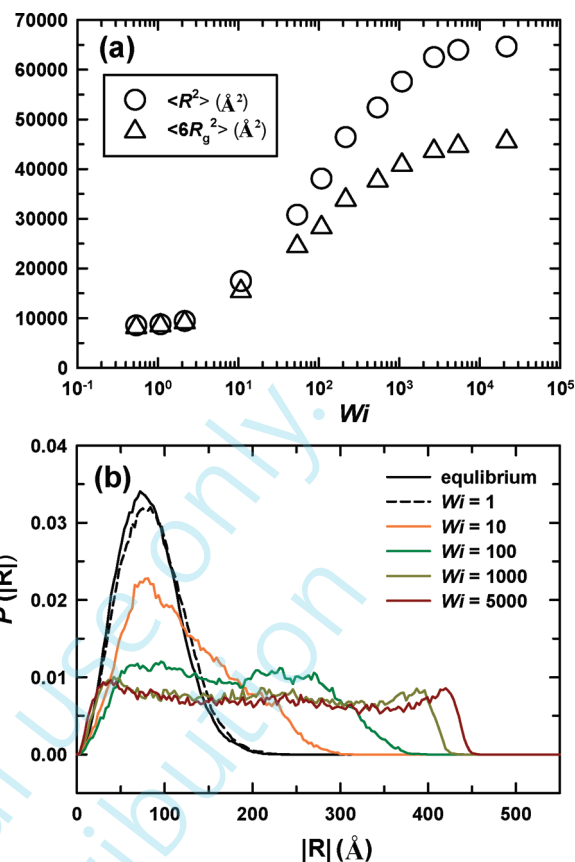 70000
(a)
60000
<R²> (Å²)
<6Rg²> (Å²)
50000
40000
30000
20000
10000
0
10⁻¹ 10⁰ 10¹ 10² 10³ 10⁴ 10⁵
Wi
0.04
(b)
equlibrium
Wi = 1
0.03
Wi = 10
Wi = 100
Wi = 1000
Wi = 5000
P(|R|)
0.02
0.01
0.00
0 100 200 300 400 500
|R| (Å)
use only.